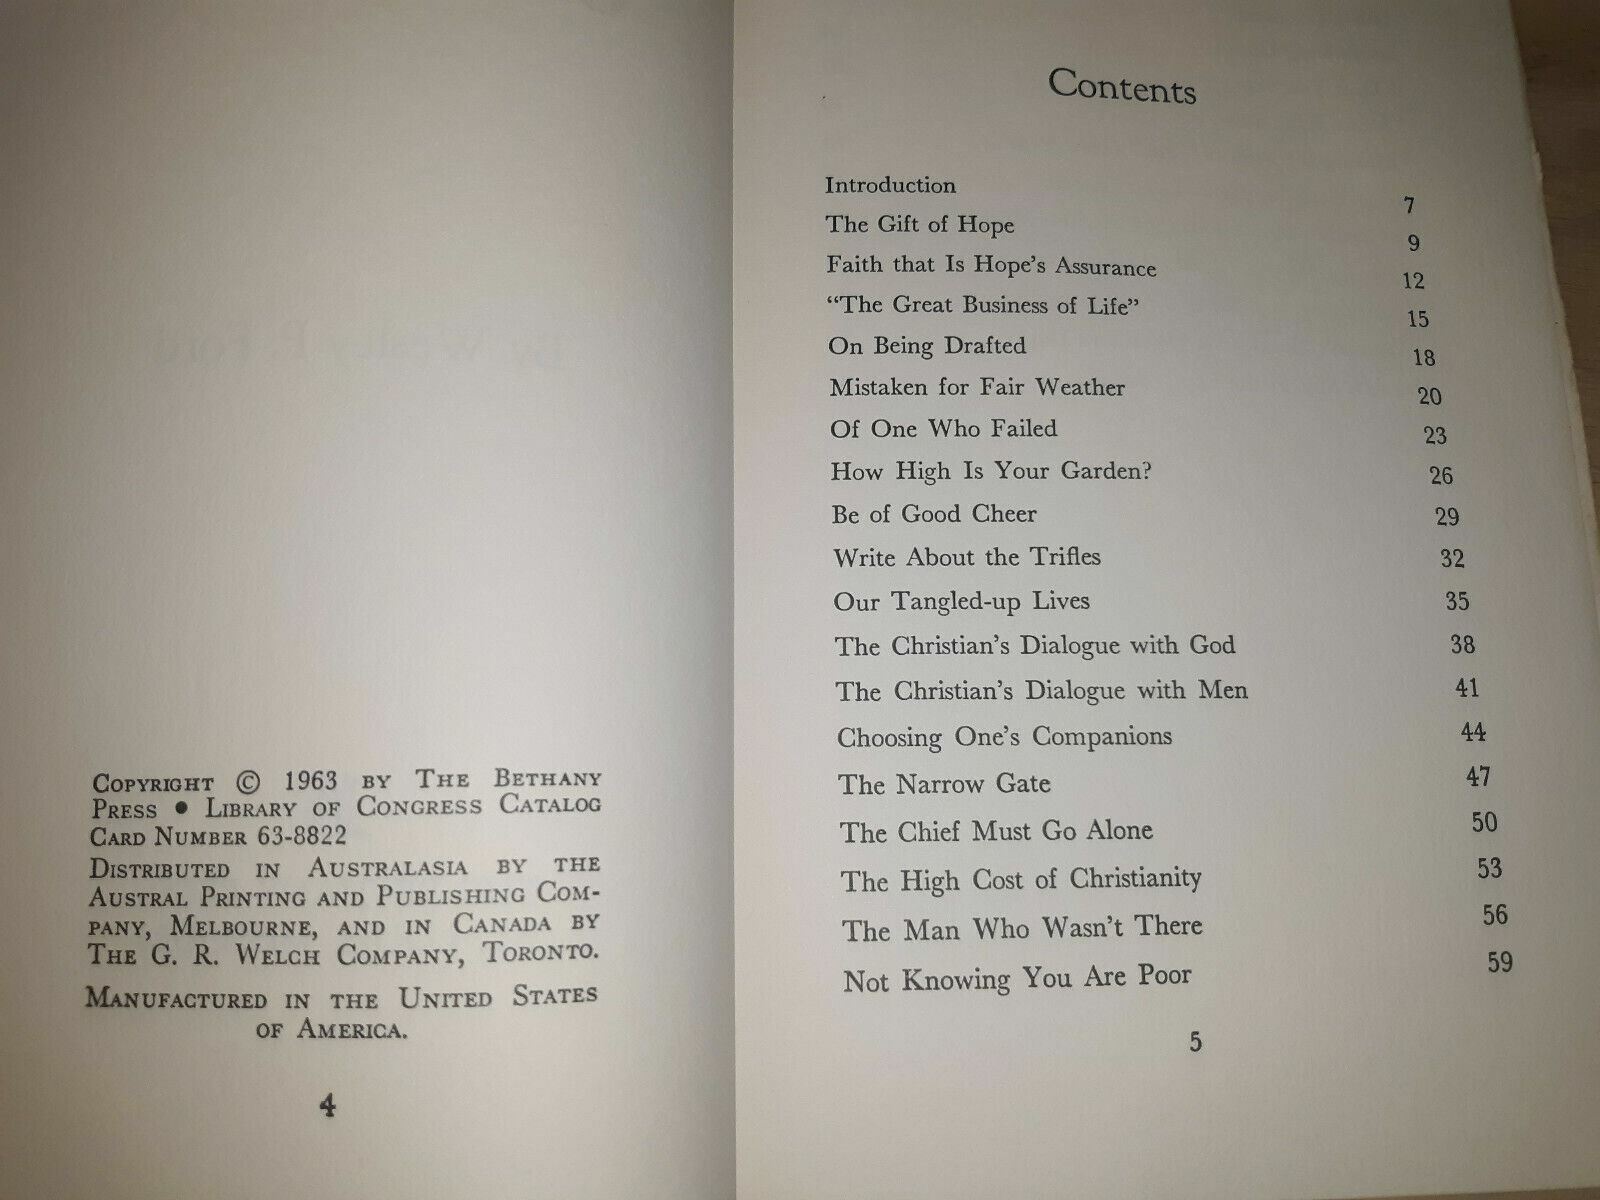 Copyright © 1963 by The Bethany
Press • Library of Congress Catalog
Card Number 63-8822
Distributed in Australasia by the
Austral Printing and Publishing Com-
pany, Melbourne, and in Canada by
The G. R. Welch Company, Toronto.
Manufactured in the United States
of America.
4
Contents
Introduction 7
The Gift of Hope 9
Faith that Is Hope's Assurance 12
“The Great Business of Life” 15
On Being Drafted 18
Mistaken for Fair Weather 20
Of One Who Failed 23
How High Is Your Garden? 26
Be of Good Cheer 29
Write About the Trifles 32
Our Tangled-up Lives 35
The Christian's Dialogue with God 38
The Christian's Dialogue with Men 41
Choosing One's Companions 44
The Narrow Gate 47
The Chief Must Go Alone 50
The High Cost of Christianity 53
The Man Who Wasn't There 56
Not Knowing You Are Poor 59
5